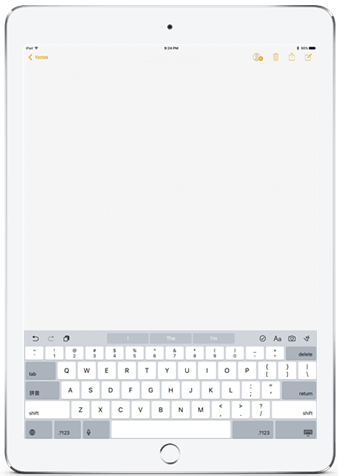 iPad 9:24 PM 90%
Notes
I The I'm Aa
~ ! @ # $ % ^ & * ( ) _ + delete
` 1 2 3 4 5 6 7 8 9 0 - =
tab Q W E R T Y U I O P { } |
[ ] \
拼音 A S D F G H J K L : " return
; '
shift Z X C V B N M < > ? shift
, . /
.?123 .?123